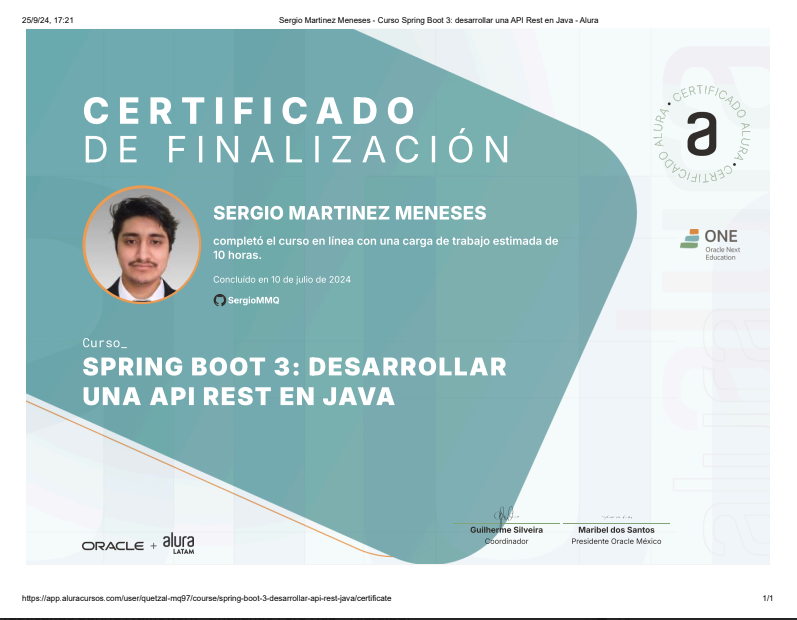 25/9/24, 17:21
Sergio Martinez Meneses - Curso Spring Boot 3: desarrollar una API Rest en Java - Alura
CERTIFICADO
DE FINALIZACIÓN
• CERTIFICADO ALURA • CERTIFICADO ALURA
a
SERGIO MARTINEZ MENESES
completó el curso en línea con una carga de trabajo estimada de
10 horas.
Concluído en 10 de julio de 2024
SergioMMQ
ONE
Oracle Next
Education
Curso_
SPRING BOOT 3: DESARROLLAR
UNA API REST EN JAVA
ORACLE + alura
LATAM
Guilherme Silveira
Coordinador
Maribel dos Santos
Presidente Oracle México
alura
alura
https://app.aluracursos.com/user/quetzal-mq97/course/spring-boot-3-desarrollar-api-rest-java/certificate
1/1